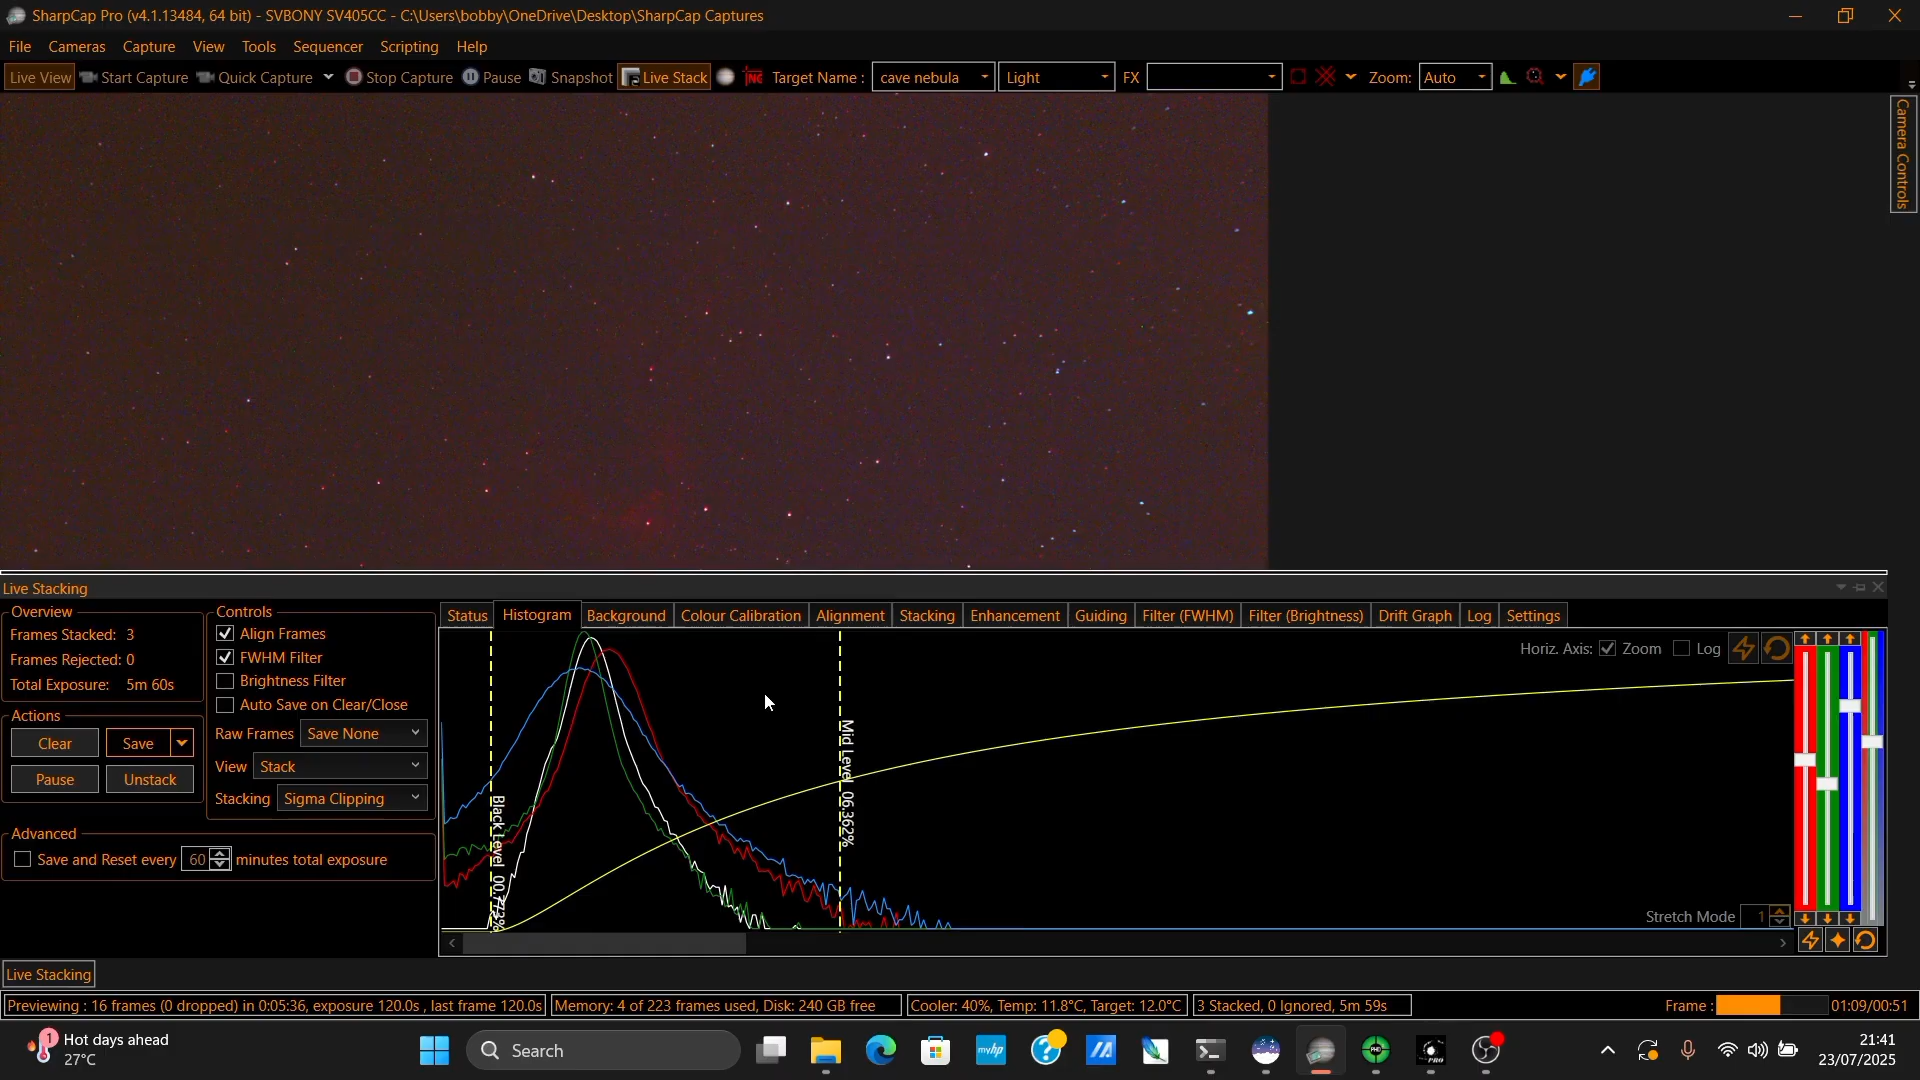 SharpCap Pro (v4.1.13484, 64 bit) - SVBONY SV405CC - C:\Users\bobby\OneDrive\Desktop\SharpCap Captures
File Cameras Capture View Tools Sequencer Scripting Help
Live View Start Capture Quick Capture Stop Capture Pause Snapshot Live Stack Target Name : cave nebula Light FX Zoom: Auto
Camera Controls
Live Stacking
Overview
Frames Stacked: 3
Frames Rejected: 0
Total Exposure: 5m 60s
Actions
Clear Save
Pause Unstack
Controls
Align Frames
FWHM Filter
Brightness Filter
Auto Save on Clear/Close
Raw Frames Save None
View Stack
Stacking Sigma Clipping
Advanced
Save and Reset every 60 minutes total exposure
Status Histogram Background Colour Calibration Alignment Stacking Enhancement Guiding Filter (FWHM) Filter (Brightness) Drift Graph Log Settings
Horiz. Axis: Zoom Log
Black Level 00.773%
Mid Level 06.362%
Stretch Mode 1
Live Stacking
Previewing : 16 frames (0 dropped) in 0:05:36, exposure 120.0s , last frame 120.0s
Memory: 4 of 223 frames used, Disk: 240 GB free
Cooler: 40%, Temp: 11.8°C, Target: 12.0°C
3 Stacked, 0 Ignored, 5m 59s
Frame : 01:09/00:51
1
Hot days ahead
27°C
Search
myhp
PHD
PRO
21:41
23/07/2025